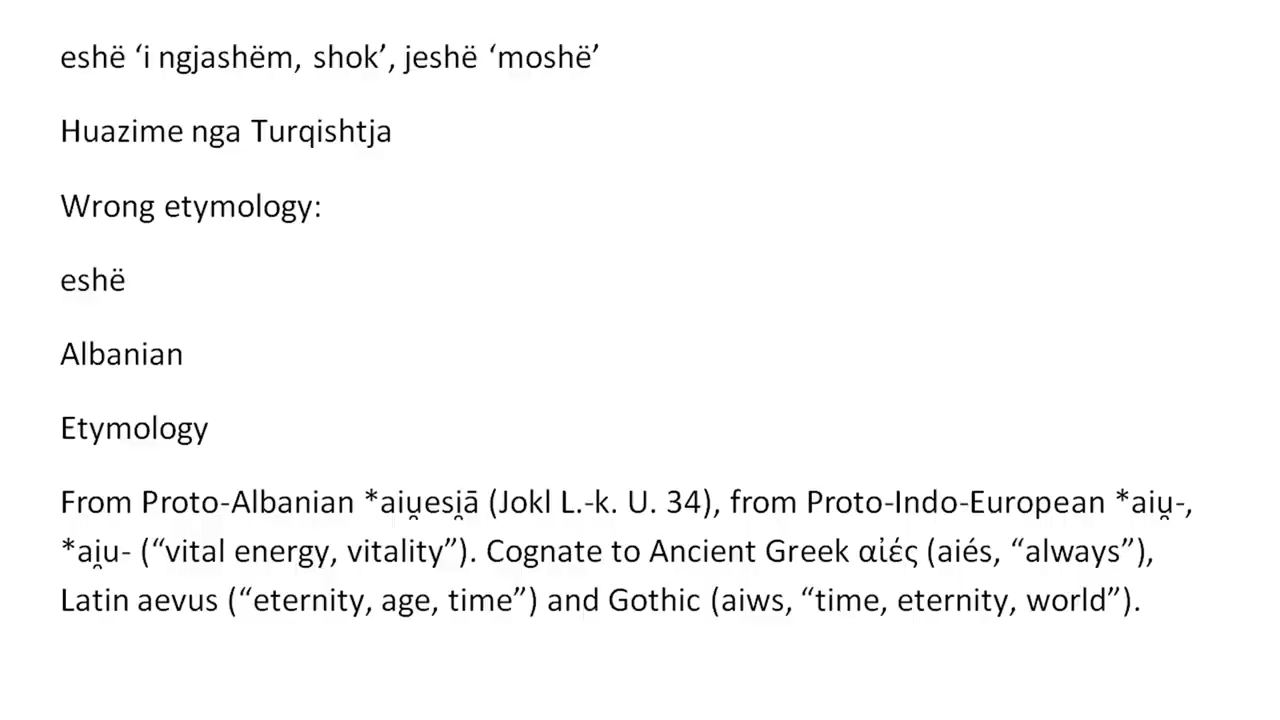 eshë ‘i ngjashëm, shok’, jeshë ‘moshë’
Huazime nga Turqishtja
Wrong etymology:
eshë
Albanian
Etymology
From Proto-Albanian *aiu̯esi̯ā (Jokl L.-k. U. 34), from Proto-Indo-European *aiu̯-,
*ai̯u- (“vital energy, vitality”). Cognate to Ancient Greek αἰές (aiés, “always”),
Latin aevus (“eternity, age, time”) and Gothic (aiws, “time, eternity, world”).